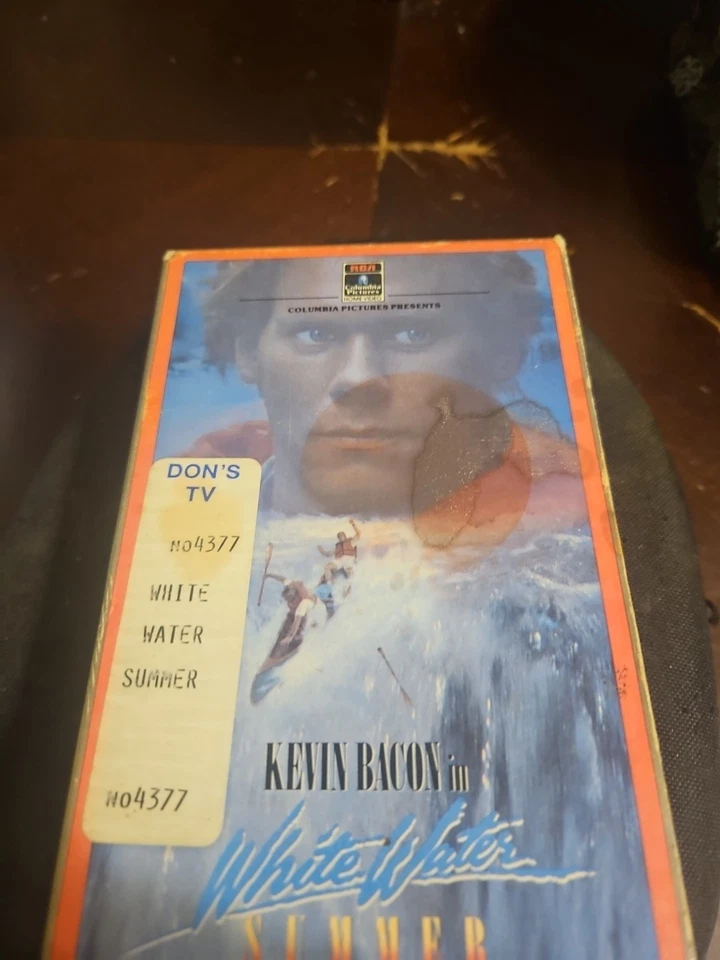 RCA
Columbia
Pictures
HOME VIDEO
COLUMBIA PICTURES PRESENTS
DON'S
TV
No4377
WHITE
WATER
SUMMER
No4377
KEVIN BACON in
White Water
SUMMER